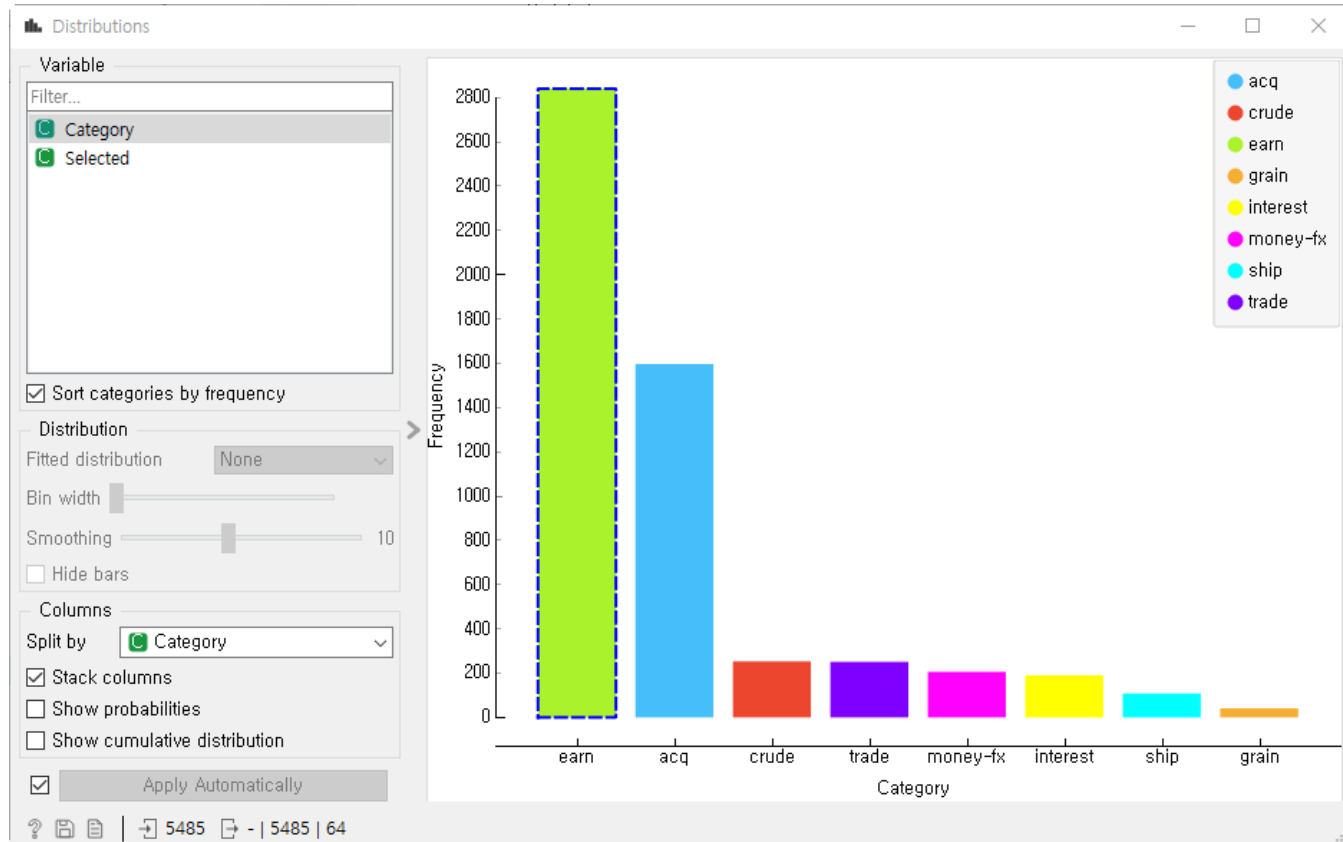 Distributions
Variable
Filter...
C Category
C Selected
Sort categories by frequency
Distribution
Fitted distribution None
Bin width
Smoothing 10
Hide bars
Columns
Split by C Category
Stack columns
Show probabilities
Show cumulative distribution
Apply Automatically
? 5485 - | 5485 | 64
Frequency
2800
2600
2400
2200
2000
1800
1600
1400
1200
1000
800
600
400
200
0
earn acq crude trade money-fx interest ship grain
Category
acq
crude
earn
grain
interest
money-fx
ship
trade